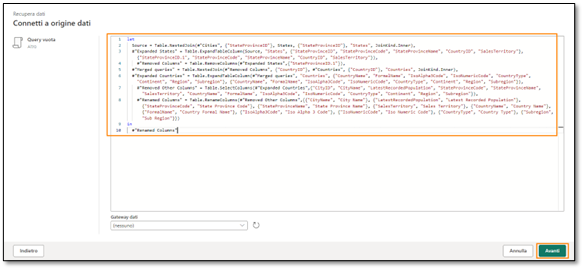 Recupera dati
Connetti a origine dati
Query vuota
Altro
1 let
2 Source = Table.NestedJoin(#"Cities", {"StateProvinceID"}, States, {"StateProvinceID"}, "States", JoinKind.Inner),
3 #"Expanded States" = Table.ExpandTableColumn(Source, "States", {"StateProvinceID", "StateProvinceCode", "StateProvinceName", "CountryID", "SalesTerritory"},
{"StateProvinceID.1", "StateProvinceCode", "StateProvinceName", "CountryID", "SalesTerritory"}),
4 #"Removed Columns" = Table.RemoveColumns(#"Expanded States",{"StateProvinceID.1"}),
5 #"Merged queries" = Table.NestedJoin(#"Removed Columns", {"CountryID"}, #"Countries", {"CountryID"}, "Countries", JoinKind.Inner),
6 #"Expanded Countries" = Table.ExpandTableColumn(#"Merged queries", "Countries", {"CountryName", "FormalName", "IsoAlpha3Code", "IsoNumericCode", "CountryType",
"Continent", "Region", "Subregion"}, {"CountryName", "FormalName", "IsoAlpha3Code", "IsoNumericCode", "CountryType", "Continent", "Region", "Subregion"}),
7 #"Removed Other Columns" = Table.SelectColumns(#"Expanded Countries",{"CityID", "CityName", "LatestRecordedPopulation", "StateProvinceCode", "StateProvinceName",
"SalesTerritory", "CountryName", "FormalName", "IsoAlpha3Code", "IsoNumericCode", "CountryType", "Continent", "Region", "Subregion"}),
8 #"Renamed Columns" = Table.RenameColumns(#"Removed Other Columns",{{"CityName", "City Name"}, {"LatestRecordedPopulation", "Latest Recorded Population"},
{"StateProvinceCode", "State Province Code"}, {"StateProvinceName", "State Province Name"}, {"SalesTerritory", "Sales Territory"}, {"CountryName", "Country Name"},
{"FormalName", "Country Formal Name"}, {"IsoAlpha3Code", "Iso Alpha 3 Code"}, {"IsoNumericCode", "Iso Numeric Code"}, {"CountryType", "Country Type"}, {"Subregion",
"Sub Region"}})
9 in
10 #"Renamed Columns"
Gateway dati
(nessuno)
Indietro
Annulla
Avanti